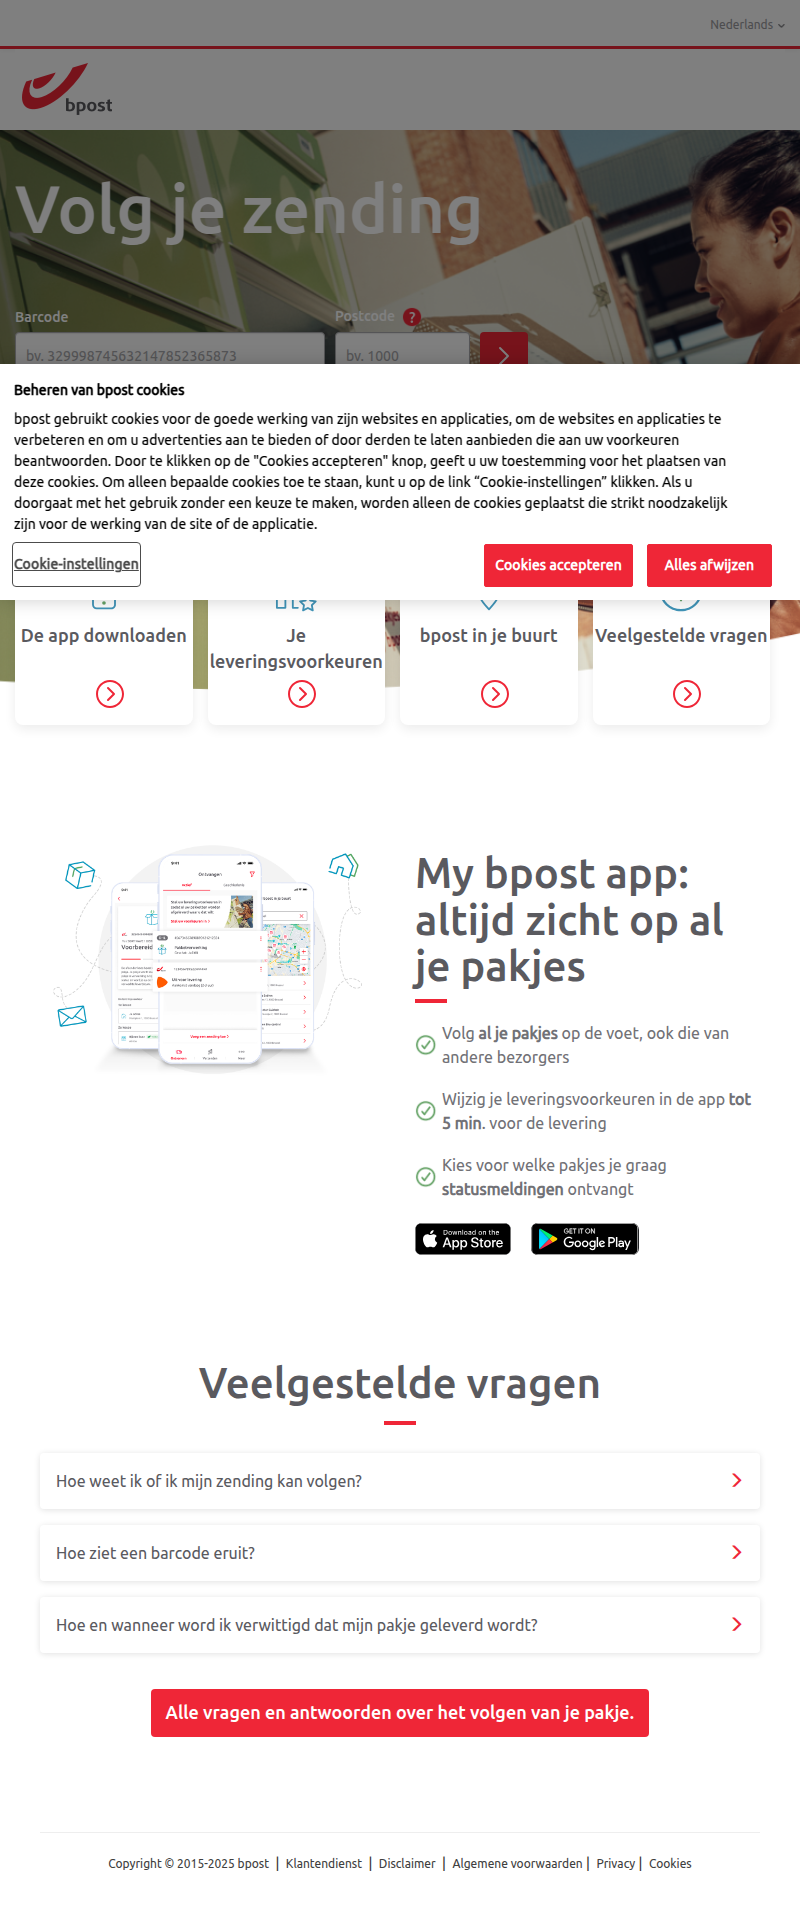 Nederlands
bpost
Volg je zending
Barcode
Postcode ?
bv. 329998745632147852365873
bv. 1000
Beheren van bpost cookies
bpost gebruikt cookies voor de goede werking van zijn websites en applicaties, om de websites en applicaties te
verbeteren en om u advertenties aan te bieden of door derden te laten aanbieden die aan uw voorkeuren
beantwoorden. Door te klikken op de "Cookies accepteren" knop, geeft u uw toestemming voor het plaatsen van
deze cookies. Om alleen bepaalde cookies toe te staan, kunt u op de link “Cookie-instellingen” klikken. Als u
doorgaat met het gebruik zonder een keuze te maken, worden alleen de cookies geplaatst die strikt noodzakelijk
zijn voor de werking van de site of de applicatie.
Cookie-instellingen
Cookies accepteren
Alles afwijzen
De app downloaden
Je
leveringsvoorkeuren
bpost in je buurt
Veelgestelde vragen
Ontvangen
Voorbereid
My bpost app:
altijd zicht op al
je pakjes
Volg al je pakjes op de voet, ook die van
andere bezorgers
Wijzig je leveringsvoorkeuren in de app tot
5 min. voor de levering
Kies voor welke pakjes je graag
statusmeldingen ontvangt
Download on the
App Store
GET IT ON
Google Play
Veelgestelde vragen
Hoe weet ik of ik mijn zending kan volgen?
Hoe ziet een barcode eruit?
Hoe en wanneer word ik verwittigd dat mijn pakje geleverd wordt?
Alle vragen en antwoorden over het volgen van je pakje.
Copyright © 2015-2025 bpost | Klantendienst | Disclaimer | Algemene voorwaarden | Privacy | Cookies